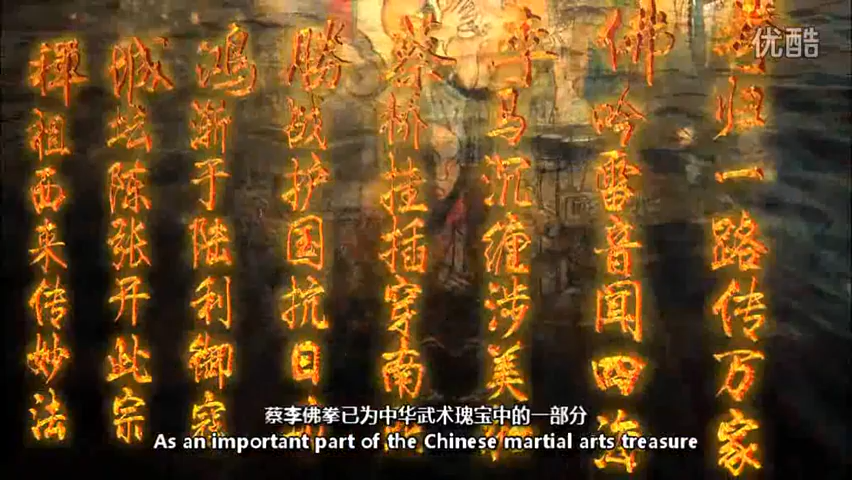 优酷
禪祖西来传妙法
城坛陈张开此宗
鸿渐于陆利御寇
勝战护国抗日
蔡桥挂插穿南
李马沉缠涉美
佛吟雷音闻四海
归一路传万家
蔡李佛拳已为中华武术瑰宝中的一部分
As an important part of the Chinese martial arts treasure